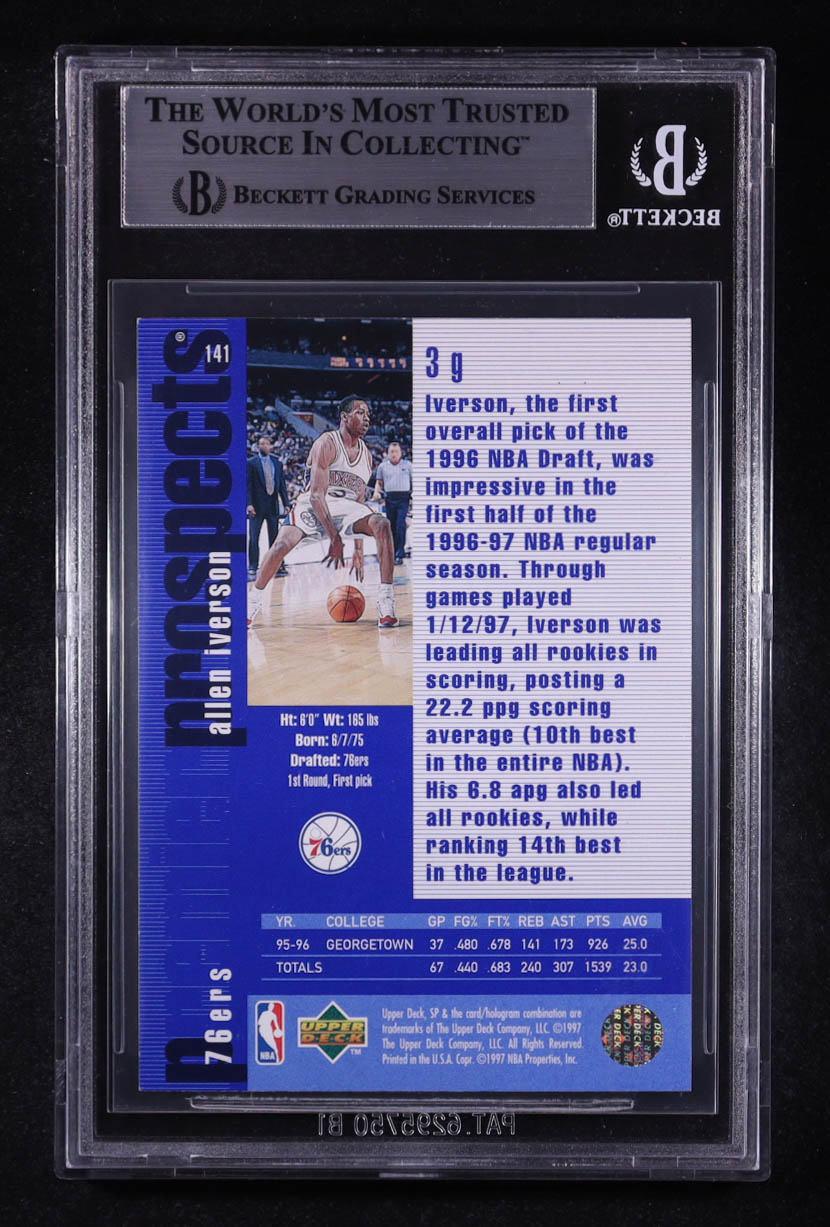 THE WORLD'S MOST TRUSTED
SOURCE IN COLLECTING™
B BECKETT GRADING SERVICES
B
BECKETT®
prospects®
141
allen iverson
76ers
3 g
Iverson, the first
overall pick of the
1996 NBA Draft, was
impressive in the
first half of the
1996-97 NBA regular
season. Through
games played
1/12/97, Iverson was
leading all rookies in
scoring, posting a
22.2 ppg scoring
average (10th best
in the entire NBA).
His 6.8 apg also led
all rookies, while
ranking 14th best
in the league.
Ht: 6'0" Wt: 165 lbs
Born: 6/7/75
Drafted: 76ers
1st Round, First pick
76ers
YR. COLLEGE GP FG% FT% REB AST PTS AVG
95-96 GEORGETOWN 37 .480 .678 141 173 926 25.0
TOTALS 67 .440 .683 240 307 1539 23.0
NBA
UPPER
DECK™
Upper Deck, SP & the card/hologram combination are
trademarks of The Upper Deck Company, LLC. ©1997
The Upper Deck Company, LLC. All Rights Reserved.
Printed in the U.S.A. Copr. ©1997 NBA Properties, Inc.
PAT.6295750 B1